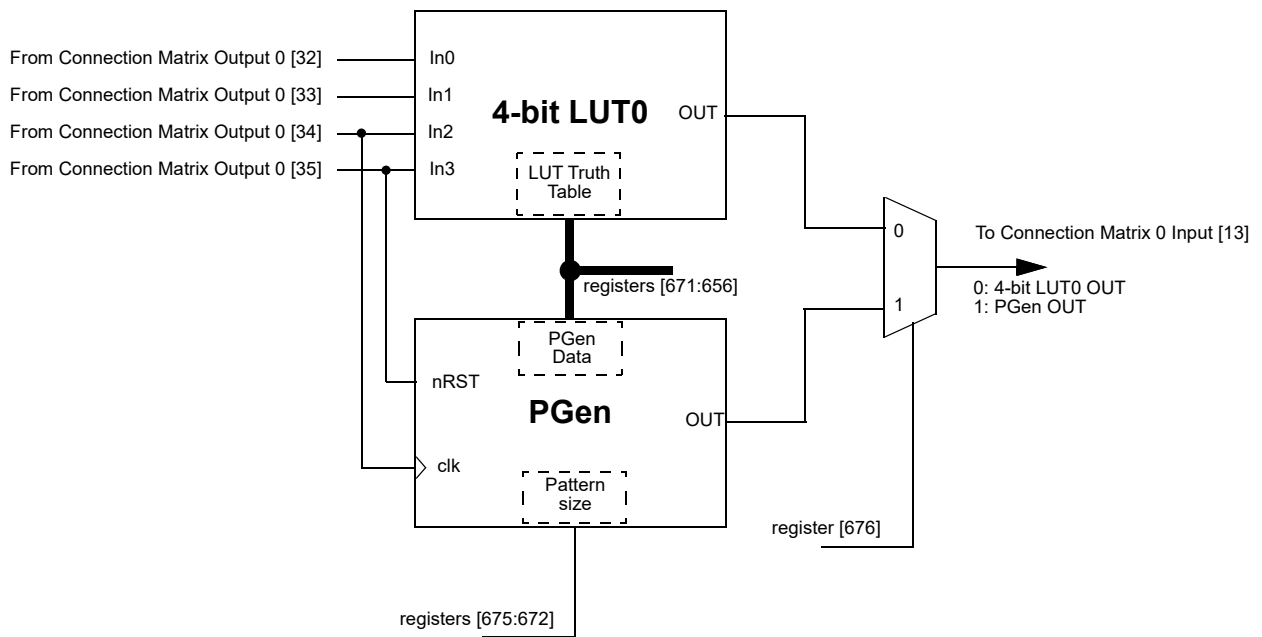 From Connection Matrix Output 0 [32]
From Connection Matrix Output 0 [33]
From Connection Matrix Output 0 [34]
From Connection Matrix Output 0 [35]
In0
In1
In2
In3
4-bit LUT0
OUT
LUT Truth
Table
registers [671:656]
PGen
Data
nRST
PGen
OUT
clk
Pattern
size
registers [675:672]
0
1
register [676]
To Connection Matrix 0 Input [13]
0: 4-bit LUT0 OUT
1: PGen OUT